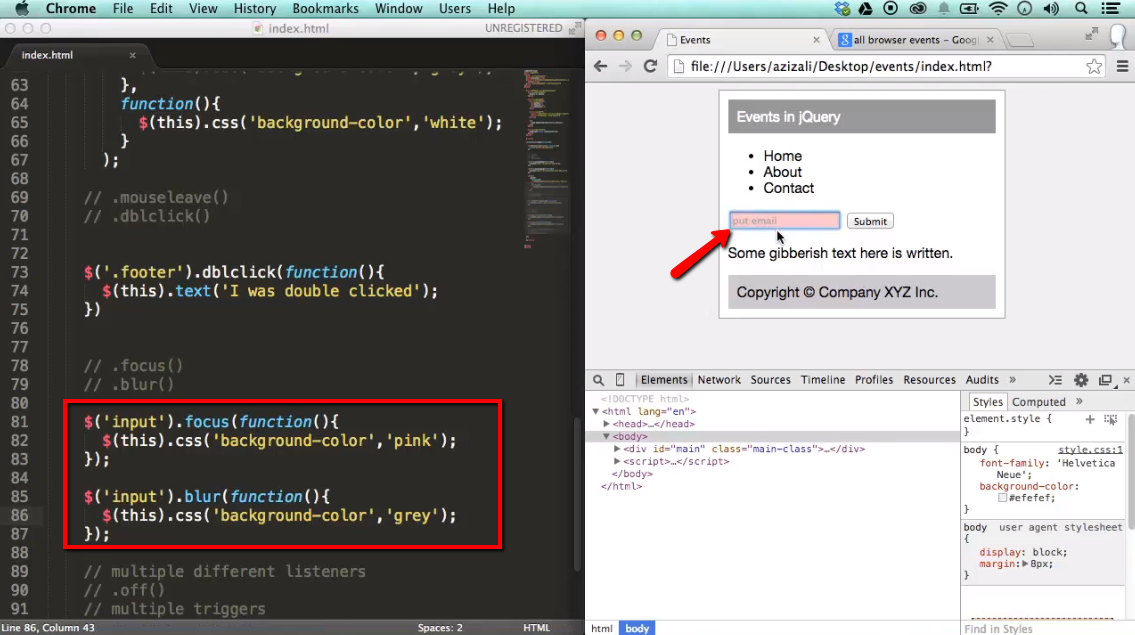 Chrome File Edit View History Bookmarks Window Users Help
index.html UNREGISTERED
index.html
63 },
64 function(){
65 $(this).css('background-color','white');
66 }
67 );
68
69 // .mouseleave()
70 // .dblclick()
71
72
73 $('.footer').dblclick(function(){
74 $(this).text('I was double clicked');
75 })
76
77
78 // .focus()
79 // .blur()
80
81 $('input').focus(function(){
82 $(this).css('background-color','pink');
83 });
84
85 $('input').blur(function(){
86 $(this).css('background-color','grey');
87 });
88
89 // multiple different listeners
90 // .off()
91 // multiple triggers
Line 86, Column 43 Spaces: 2 HTML
Events
all browser events – Goog
file:///Users/azizali/Desktop/events/index.html?
Events in jQuery
• Home
• About
• Contact
put email Submit
Some gibberish text here is written.
Copyright © Company XYZ Inc.
Elements Network Sources Timeline Profiles Resources Audits »
<!DOCTYPE html>
▼<html lang="en">
▶<head>…</head>
▼<body>
▶<div id="main" class="main-class">…</div>
▶<script>…</script>
</body>
</html>
html body
Styles Computed »
element.style {
}
body { style.css:1
font-family: 'Helvetica
Neue';
background-color:
#efefef;
}
body user agent stylesheet
{
display: block;
margin:▶8px;
}
Find in Styles